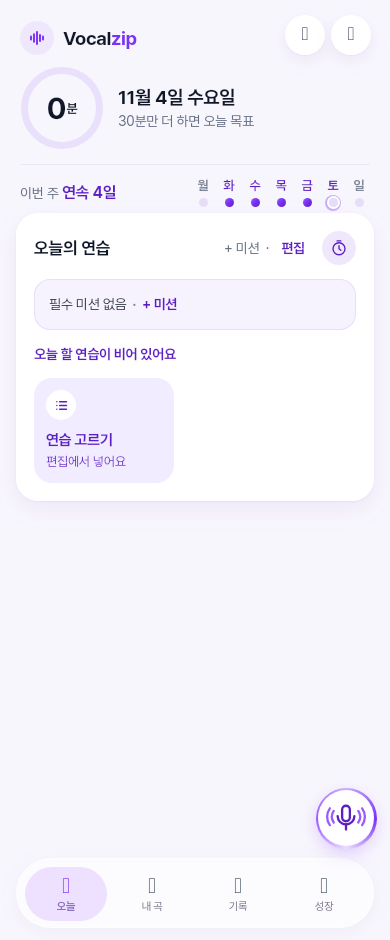 Vocalzip
0분
11월 4일 수요일
30분만 더 하면 오늘 목표
이번 주 연속 4일
월 화 수 목 금 토 일
오늘의 연습
+ 미션 · 편집
필수 미션 없음 · + 미션
오늘 할 연습이 비어 있어요
연습 고르기
편집에서 넣어요
오늘 내 곡 기록 성장